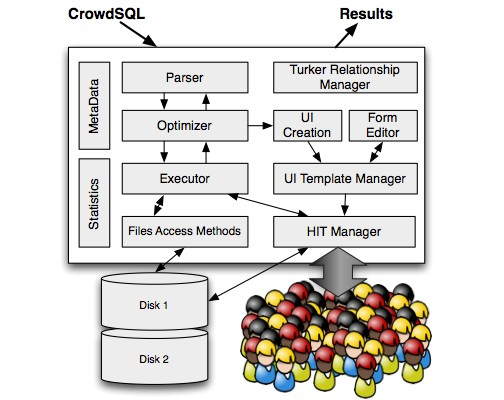 CrowdSQL
Results
MetaData
Parser
Turker Relationship
Manager
Optimizer
UI
Creation
Form
Editor
Statistics
Executor
UI Template Manager
Files Access Methods
HIT Manager
Disk 1
Disk 2